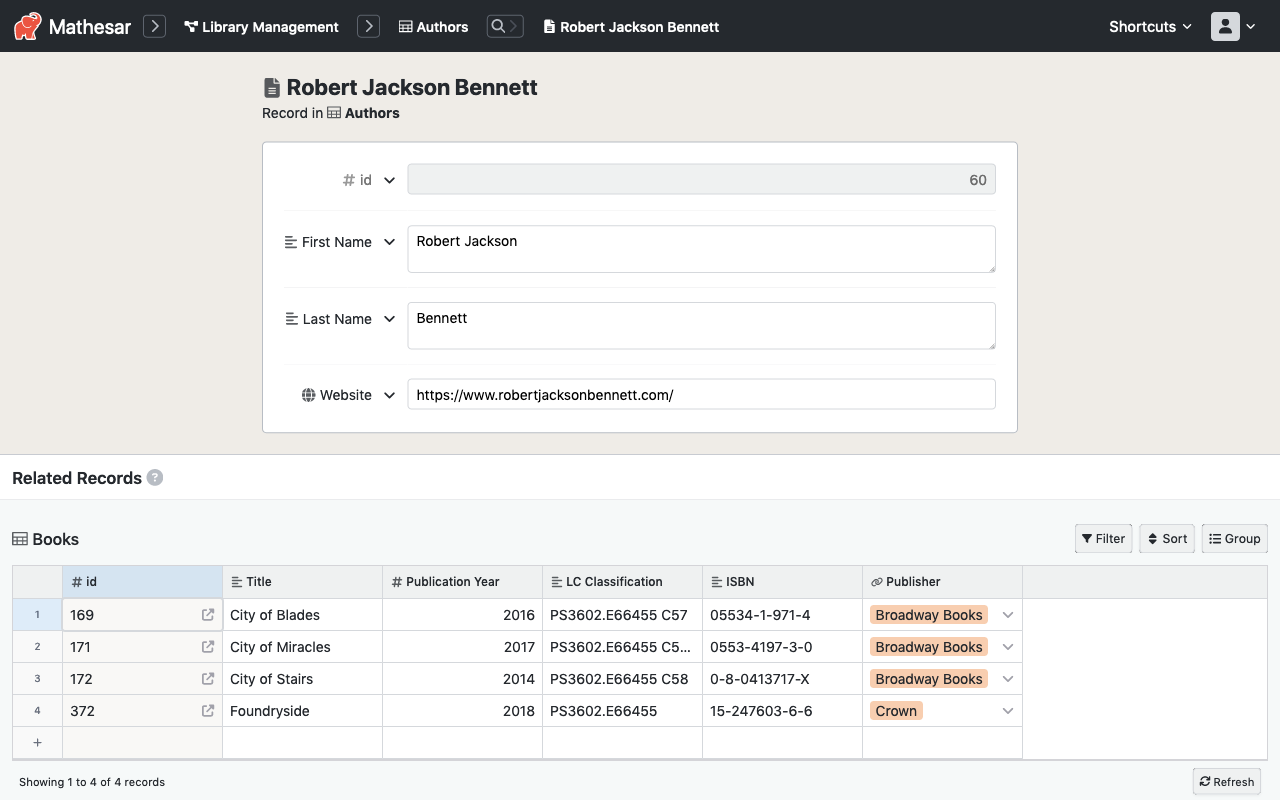 Mathesar Library Management Authors Robert Jackson Bennett Shortcuts
Robert Jackson Bennett
Record in Authors
# id 60
First Name Robert Jackson
Last Name Bennett
Website https://www.robertjacksonbennett.com/
Related Records ?
Books Filter Sort Group
# id Title # Publication Year LC Classification ISBN Publisher
1 169 City of Blades 2016 PS3602.E66455 C57 05534-1-971-4 Broadway Books
2 171 City of Miracles 2017 PS3602.E66455 C5... 0553-4197-3-0 Broadway Books
3 172 City of Stairs 2014 PS3602.E66455 C58 0-8-0413717-X Broadway Books
4 372 Foundryside 2018 PS3602.E66455 15-247603-6-6 Crown
+
Showing 1 to 4 of 4 records Refresh